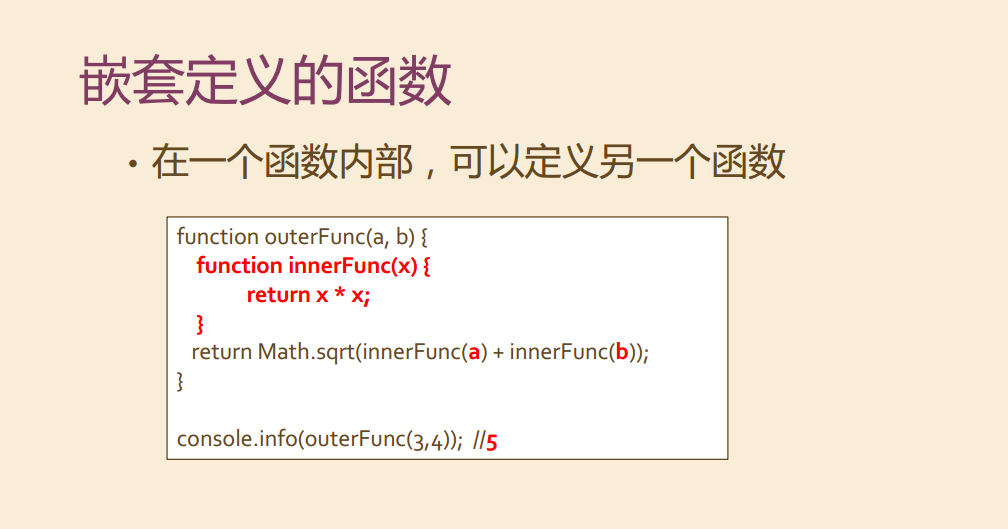 嵌套定义的函数
• 在一个函数内部，可以定义另一个函数
function outerFunc(a, b) {
function innerFunc(x) {
return x * x;
}
return Math.sqrt(innerFunc(a) + innerFunc(b));
}
console.info(outerFunc(3,4)); //5